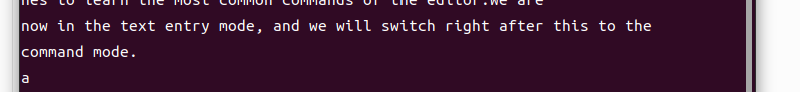 nes to learn the most common commands of the editor.We are
now in the text entry mode, and we will switch right after this to the
command mode.
a